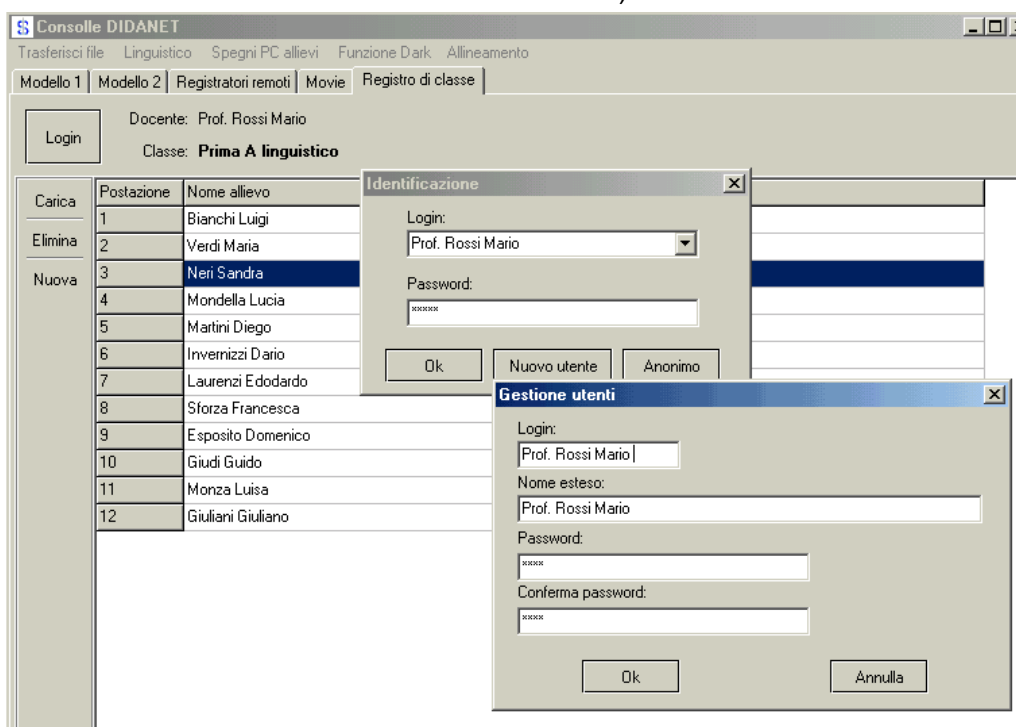 Consolle DIDANET
Trasferisci file Linguistico Spegni PC allievi Funzione Dark Allineamento
Modello 1 Modello 2 Registratori remoti Movie Registro di classe
Login
Docente: Prof. Rossi Mario
Classe: Prima A linguistico
Carica
Elimina
Nuova
Postazione Nome allievo
1 Bianchi Luigi
2 Verdi Maria
3 Neri Sandra
4 Mondella Lucia
5 Martini Diego
6 Invernizzi Dario
7 Laurenzi Edodardo
8 Sforza Francesca
9 Esposito Domenico
10 Giudi Guido
11 Monza Luisa
12 Giuliani Giuliano
Identificazione
Login:
Prof. Rossi Mario
Password:
xxxxx
Ok Nuovo utente Anonimo
Gestione utenti
Login:
Prof. Rossi Mario
Nome esteso:
Prof. Rossi Mario
Password:
xxxx
Conferma password:
xxxx
Ok Annulla